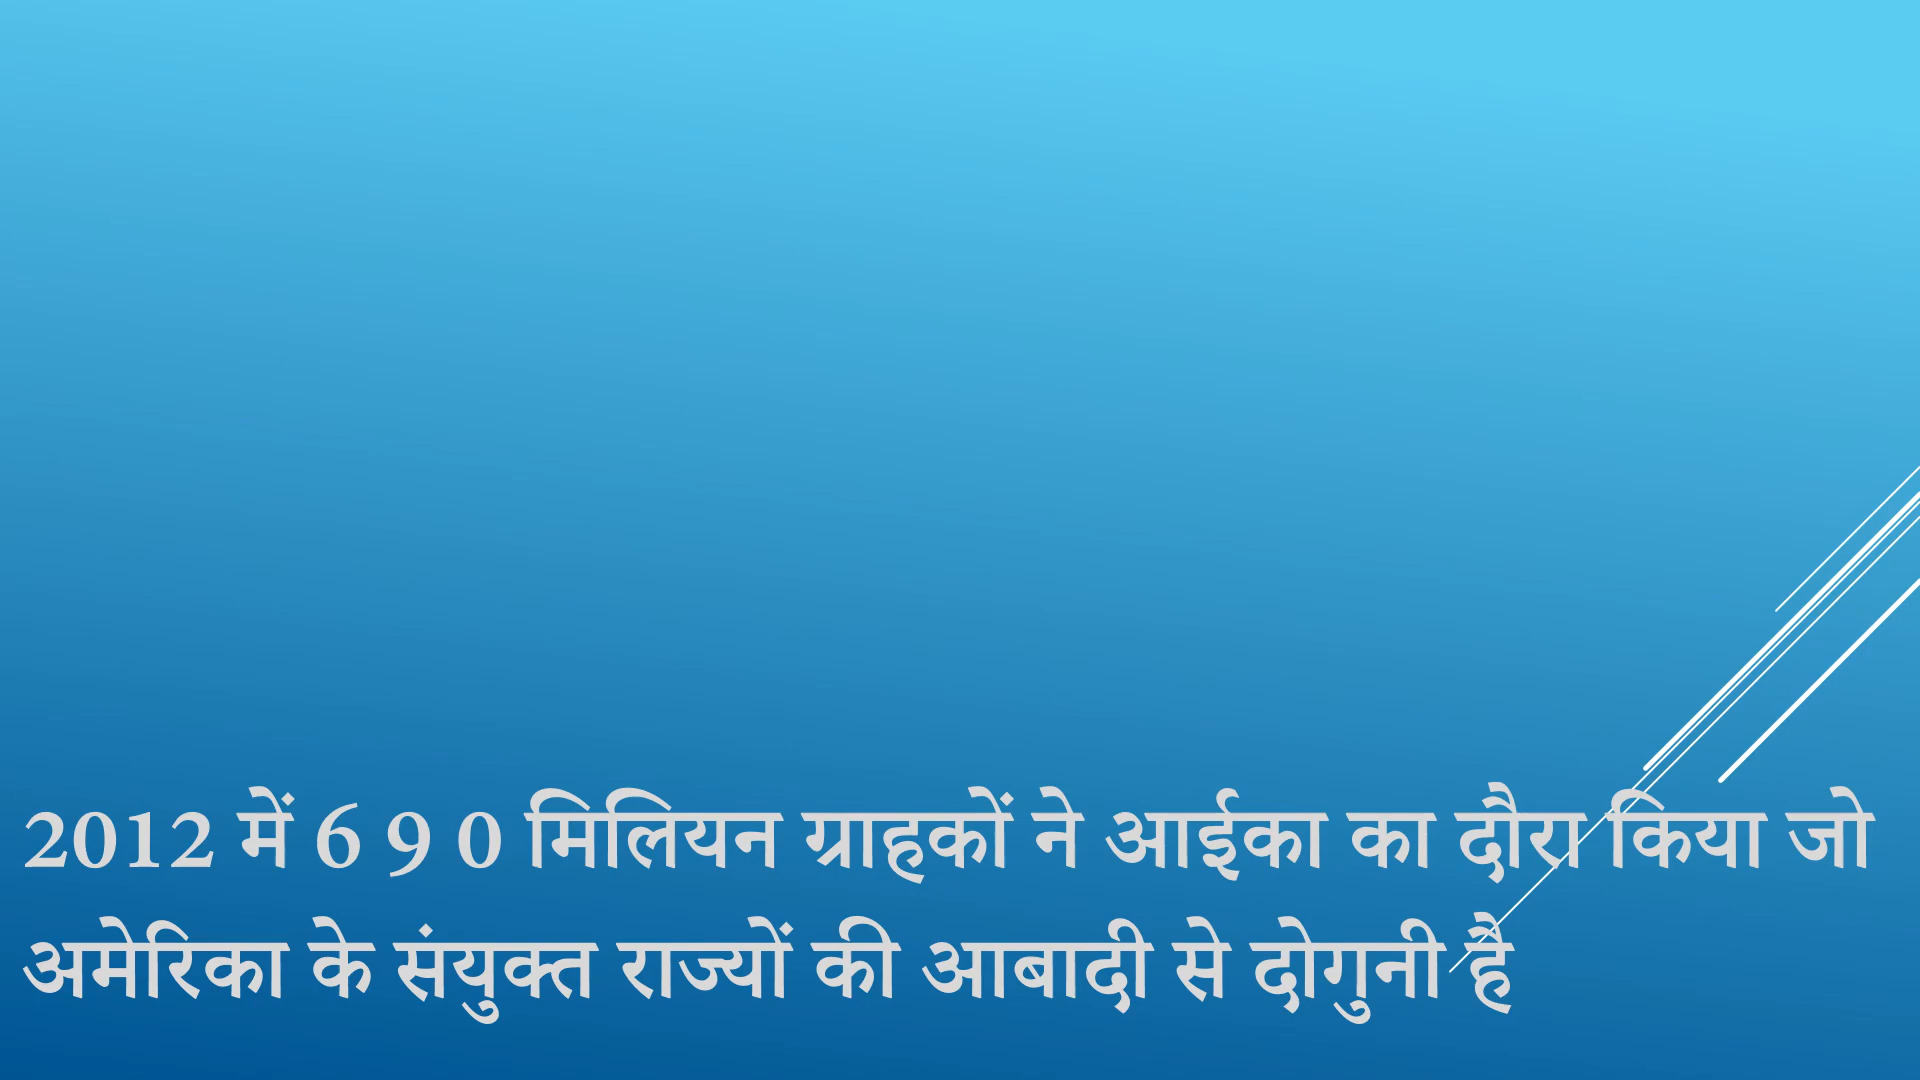 2012 में 6 9 0 मिलियन ग्राहकों ने आईका का दौरा किया जो
अमेरिका के संयुक्त राज्यों की आबादी से दोगुनी है